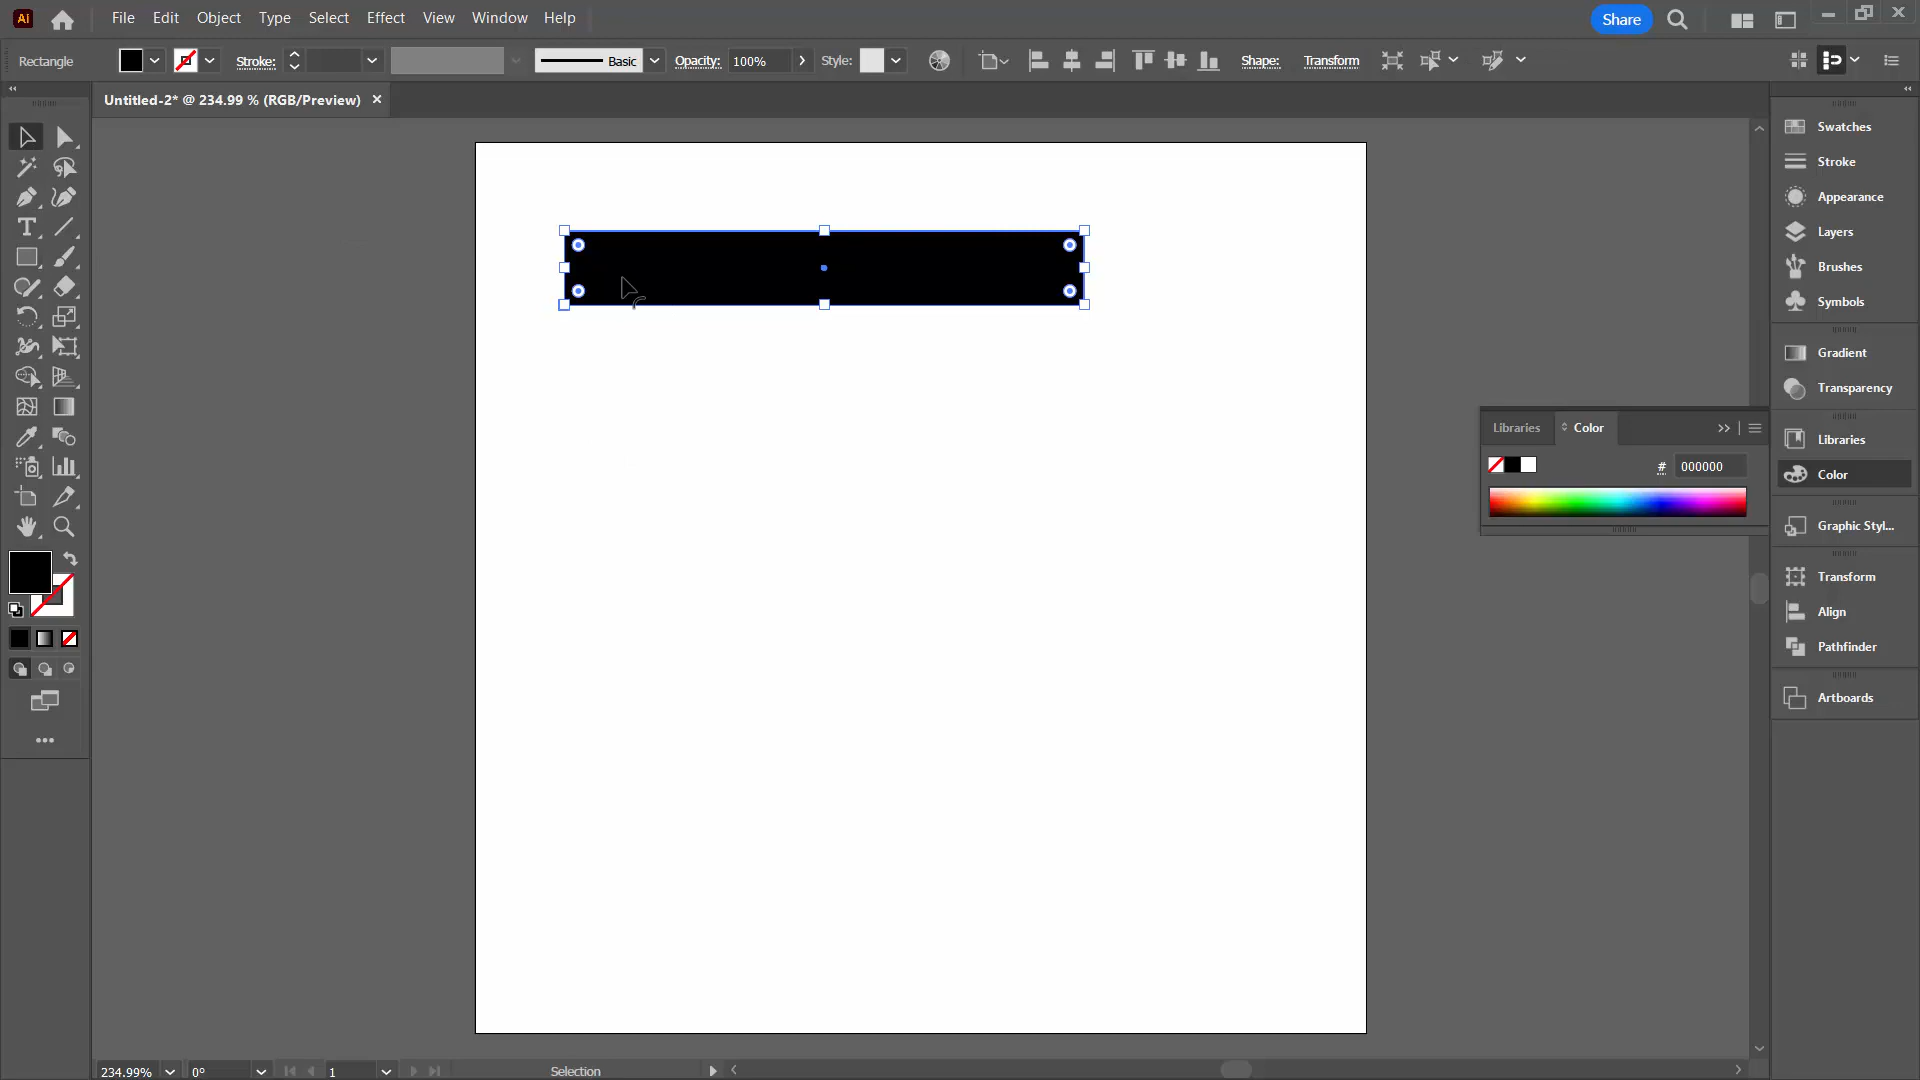 Ai File Edit Object Type Select Effect View Window Help Share
Rectangle Stroke: Basic Opacity: 100% Style: Shape: Transform
Untitled-2* @ 234.99 % (RGB/Preview) ×
Swatches
Stroke
Appearance
Layers
Brushes
Symbols
Gradient
Transparency
Libraries
Color
Graphic Styl...
Transform
Align
Pathfinder
Artboards
Libraries Color
# 000000
234.99% 0° 1 Selection